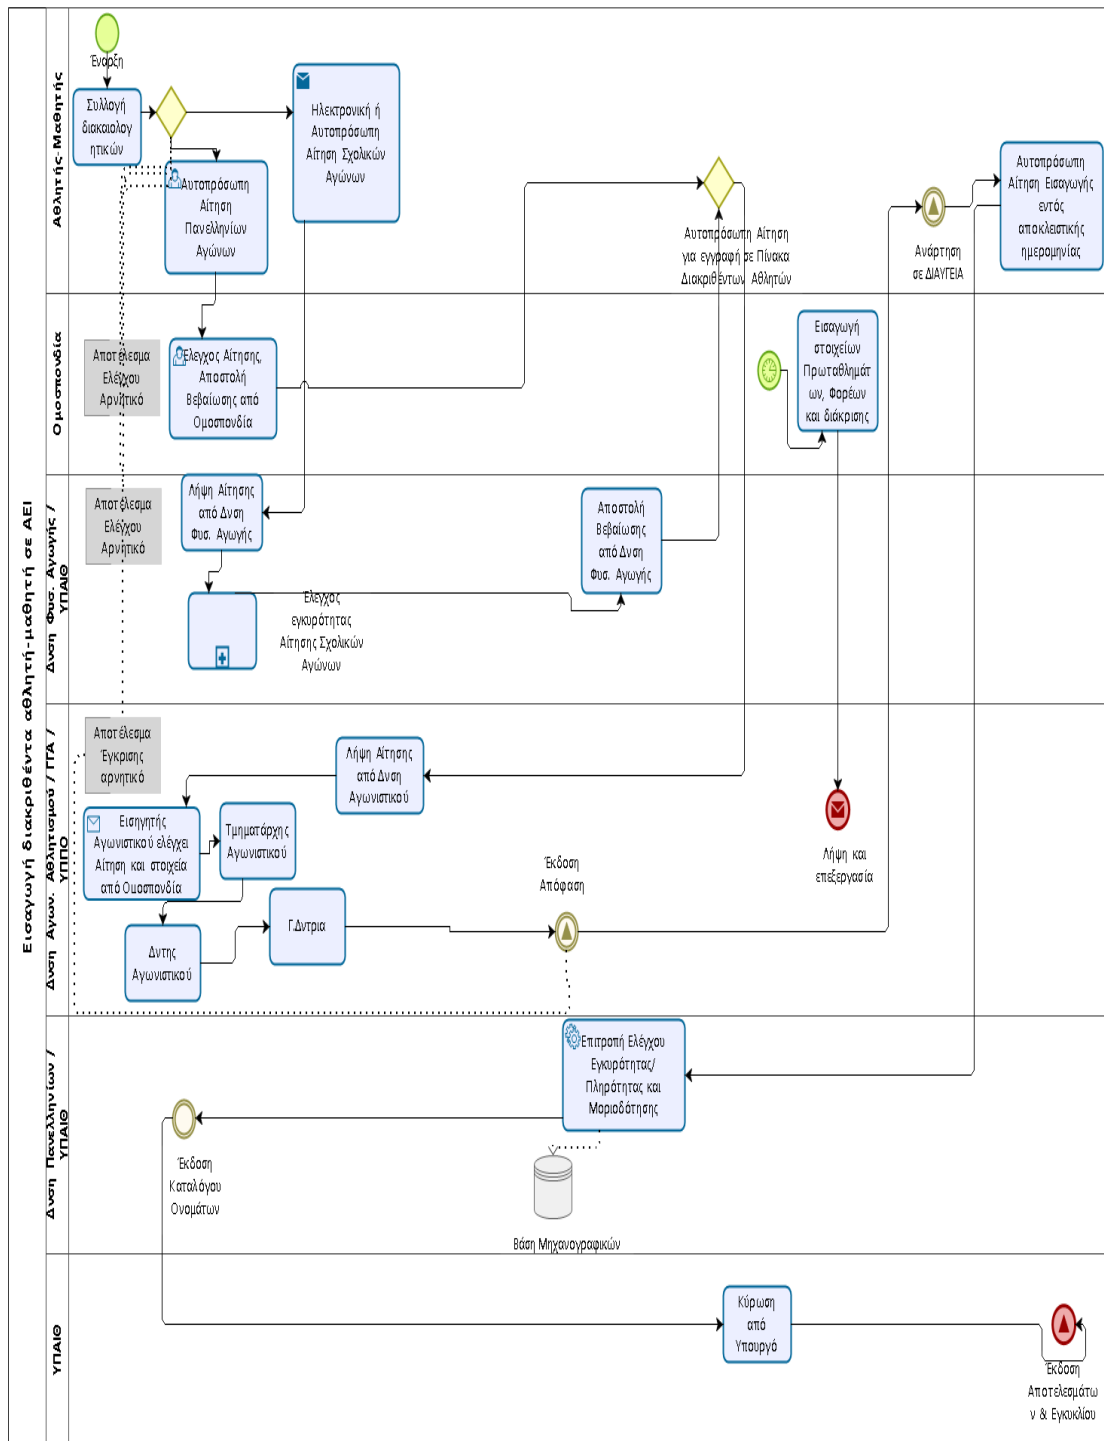 Εισαγωγή διακριθέντα αθλητή-μαθητή σε ΑΕΙ
Αθλητής-Μαθητής
Έναρξη
Συλλογή
διακαιολογ
ητικών
Ηλεκτρονική ή
Αυτοπρόσωπη
Αίτηση Σχολικών
Αγώνων
Αυτοπρόσωπη
Αίτηση
Πανελληνίων
Αγώνων
Αυτοπρόσωπη Αίτηση
για εγγραφή σε Πίνακα
Διακριθέντων Αθλητών
Ανάρτηση
σε ΔΙΑΥΓΕΙΑ
Αυτοπρόσωπη
Αίτηση Εισαγωγής
εντός
αποκλειστικής
ημερομηνίας
Ομοσπονδία
Αποτέλεσμα
Ελέγχου
Αρνητικό
Έλεγχος Αίτησης,
Αποστολή
Βεβαίωσης από
Ομοσπονδία
Εισαγωγή
στοιχείων
Πρωταθλημάτ
ων, Φορέων
και διάκρισης
Δνση Φυσ. Αγωγής /
ΥΠΑΙΘ
Αποτέλεσμα
Ελέγχου
Αρνητικό
Λήψη Αίτησης
από Δνση
Φυσ. Αγωγής
Έλεγχος
εγκυρότητας
Αίτησης Σχολικών
Αγώνων
Αποστολή
Βεβαίωσης
από Δνση
Φυσ. Αγωγής
Δνση Αγων. Αθλητισμού / ΓΓΑ /
ΥΠΠΟ
Αποτέλεσμα
Έγκρισης
αρνητικό
Λήψη Αίτησης
από Δνση
Αγωνιστικού
Εισηγητής
Αγωνιστικού ελέγχει
Αίτηση και στοιχεία
από Ομοσπονδία
Τμηματάρχης
Αγωνιστικού
Δντης
Αγωνιστικού
Γ.Δντρια
Έκδοση
Απόφαση
Λήψη και
επεξεργασία
Δνση Πανελληνίων /
ΥΠΑΙΘ
Επιτροπή Ελέγχου
Εγκυρότητας/
Πληρότητας και
Μοριοδότησης
Έκδοση
Καταλόγου
Ονομάτων
Βάση Μηχανογραφικών
ΥΠΑΙΘ
Κύρωση
από
Υπουργό
Έκδοση
Αποτελεσμάτω
ν & Εγκυκλίου